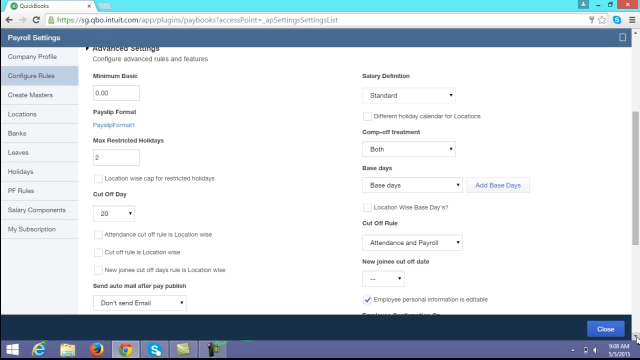 QuickBooks
https://sg.qbo.intuit.com/app/plugins/paybooks?accessPoint=_apSettingsSettingsList
Payroll Settings
Company Profile
Configure Rules
Create Masters
Locations
Banks
Leaves
Holidays
PF Rules
Salary Components
My Subscription
Advanced Settings
Configure advanced rules and features
Minimum Basic
0.00
Payslip Format
PayslipFormat1
Max Restricted Holidays
2
Location wise cap for restricted holidays
Cut Off Day
20
Attendance cut off rule is Location wise
Cut off rule is Location wise
New joinee cut off days rule is Location wise
Send auto mail after pay publish
Don't send Email
Salary Definition
Standard
Different holiday calendar for Locations
Comp-off treatment
Both
Base days
Base days
Add Base Days
Location Wise Base Day's?
Cut Off Rule
Attendance and Payroll
New joinee cut off date
---
Employee personal information is editable
Employee Confirmation On
Close
9:08 AM
5/5/2015